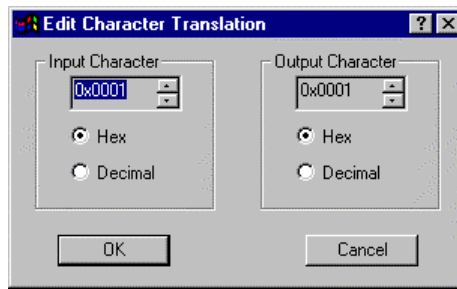 Edit Character Translation ? ×
Input Character Output Character
0x0001 0x0001
Hex Hex
Decimal Decimal
OK Cancel